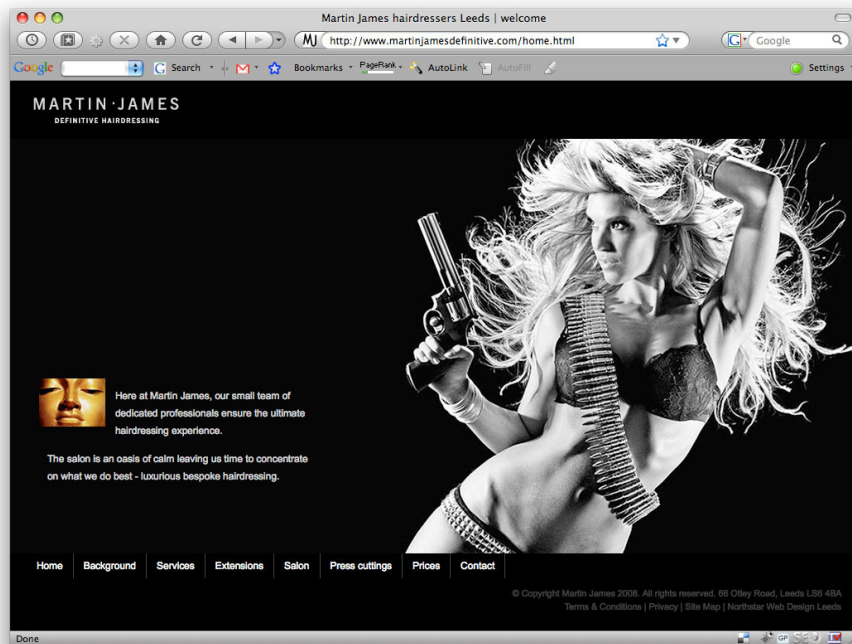 Martin James hairdressers Leeds | welcome
MJ http://www.martinjamesdefinitive.com/home.html
G Google
Google G Search Bookmarks PageRank AutoLink AutoFill Settings
MARTIN·JAMES
DEFINITIVE HAIRDRESSING
Here at Martin James, our small team of
dedicated professionals ensure the ultimate
hairdressing experience.
The salon is an oasis of calm leaving us time to concentrate
on what we do best - luxurious bespoke hairdressing.
Home Background Services Extensions Salon Press cuttings Prices Contact
© Copyright Martin James 2008. All rights reserved. 66 Otley Road, Leeds LS6 4BA
Terms & Conditions | Privacy | Site Map | Northstar Web Design Leeds
Done GP SE